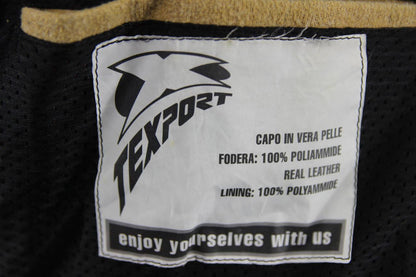 TEXPORT
CAPO IN VERA PELLE
FODERA: 100% POLIAMMIDE
REAL LEATHER
LINING: 100% POLYAMMIDE
enjoy yourselves with us